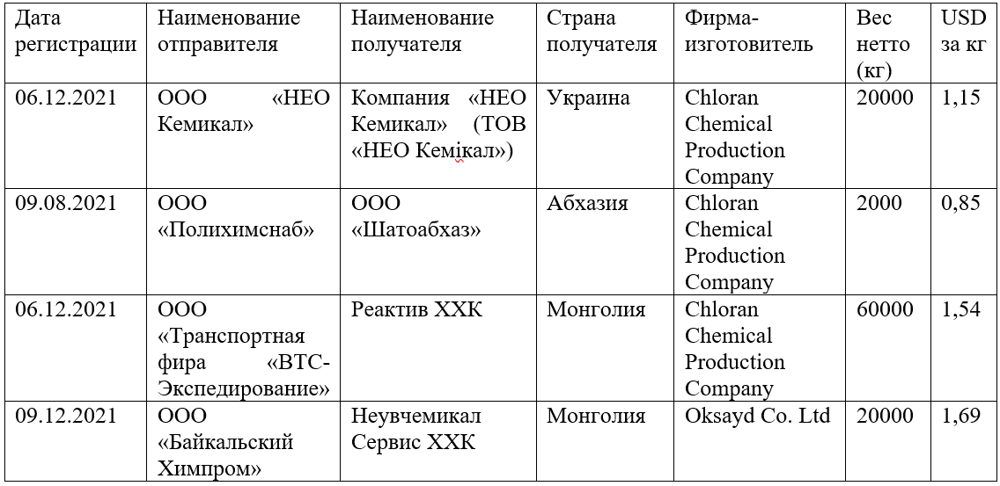 Дата регистрации
Наименование отправителя
Наименование получателя
Страна получателя
Фирма-изготовитель
Вес нетто (кг)
USD за кг
06.12.2021
ООО «НЕО
Кемикал»
Компания «НЕО
Кемикал» (ТОВ
«НЕО Кемікал»)
Украина
Chloran
Chemical
Production
Company
20000
1,15
09.08.2021
ООО
«Полихимснаб»
ООО
«Шатоабхаз»
Абхазия
Chloran
Chemical
Production
Company
2000
0,85
06.12.2021
ООО
«Транспортная
фира «ВТС-
Экспедирование»
Реактив ХХК
Монголия
Chloran
Chemical
Production
Company
60000
1,54
09.12.2021
ООО
«Байкальский
Химпром»
Неувчемикал
Сервис ХХК
Монголия
Oksayd Co. Ltd
20000
1,69